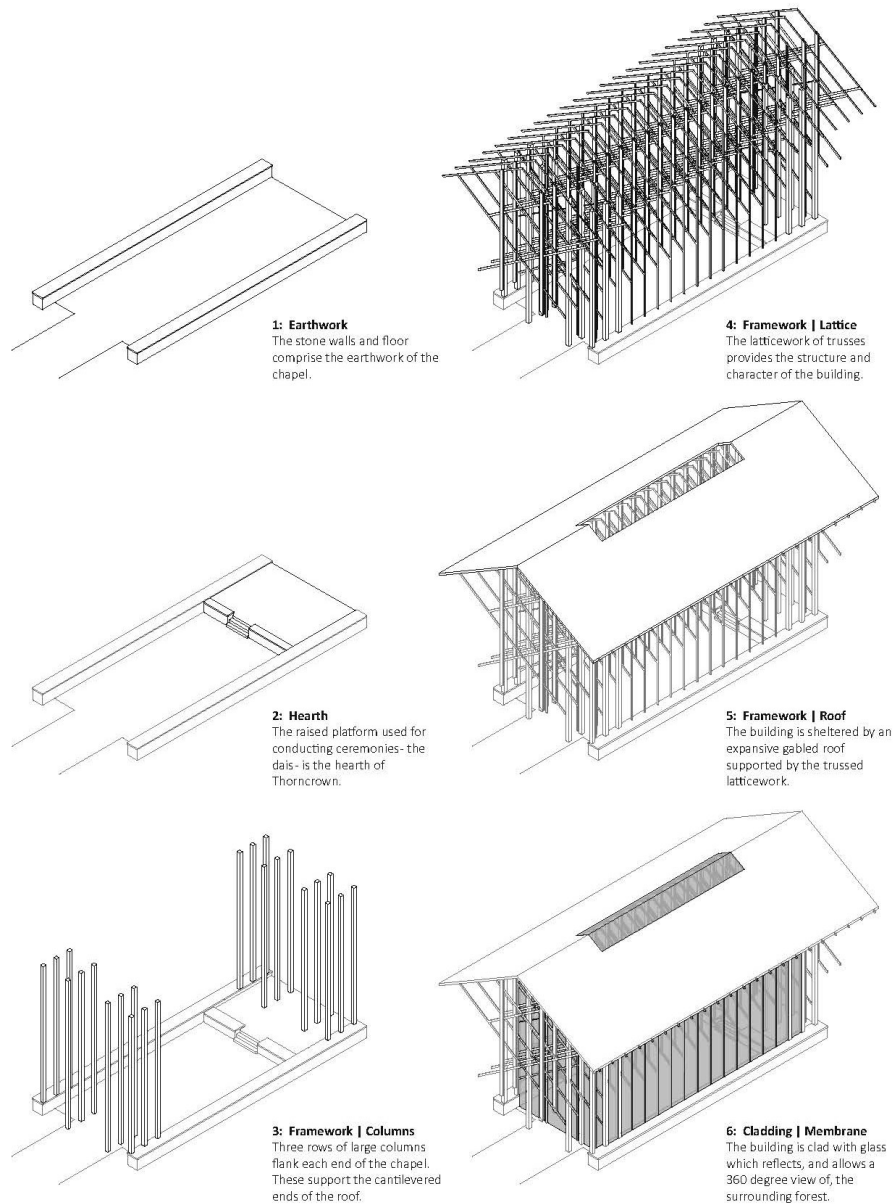 1: Earthwork
The stone walls and floor
comprise the earthwork of the
chapel.
2: Hearth
The raised platform used for
conducting ceremonies- the
dais- is the hearth of
Thorncrown.
3: Framework | Columns
Three rows of large columns
flank each end of the chapel.
These support the cantilevered
ends of the roof.
4: Framework | Lattice
The latticework of trusses
provides the structure and
character of the building.
5: Framework | Roof
The building is sheltered by an
expansive gabled roof
supported by the trussed
latticework.
6: Cladding | Membrane
The building is clad with glass
which reflects, and allows a
360 degree view of, the
surrounding forest.